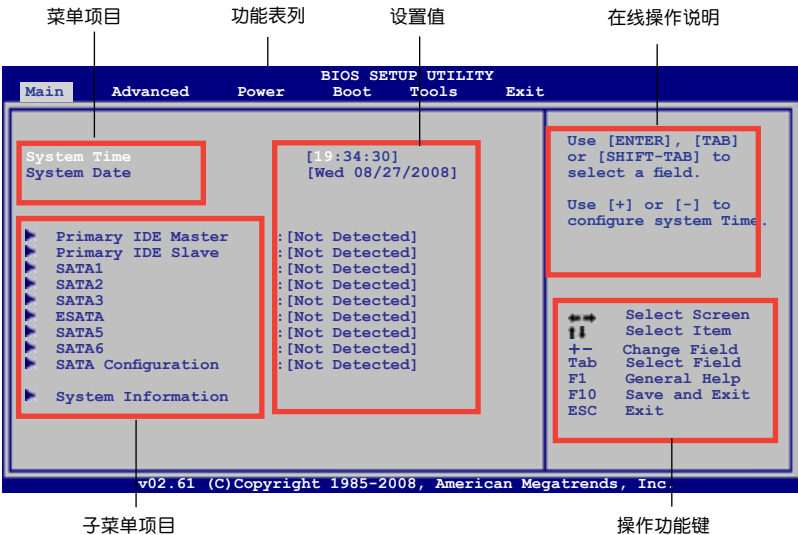 菜单项目 功能表列 设置值 在线操作说明
BIOS SETUP UTILITY
Main Advanced Power Boot Tools Exit
System Time [19:34:30]
System Date [Wed 08/27/2008]
Use [ENTER], [TAB]
or [SHIFT-TAB] to
select a field.
Use [+] or [-] to
configure system Time.
Primary IDE Master :[Not Detected]
Primary IDE Slave :[Not Detected]
SATA1 :[Not Detected]
SATA2 :[Not Detected]
SATA3 :[Not Detected]
ESATA :[Not Detected]
SATA5 :[Not Detected]
SATA6 :[Not Detected]
SATA Configuration :[Not Detected]
System Information
←→ Select Screen
↑↓ Select Item
+- Change Field
Tab Select Field
F1 General Help
F10 Save and Exit
ESC Exit
v02.61 (C)Copyright 1985-2008, American Megatrends, Inc.
子菜单项目 操作功能键